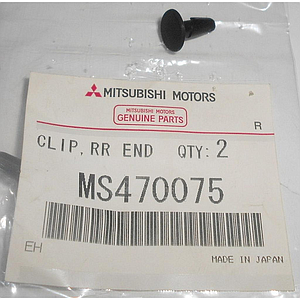 MITSUBISHI MOTORS
MITSUBISHI MOTORS
GENUINE PARTS
R
CLIP, RR END QTY: 2
MS470075
EH
MADE IN JAPAN